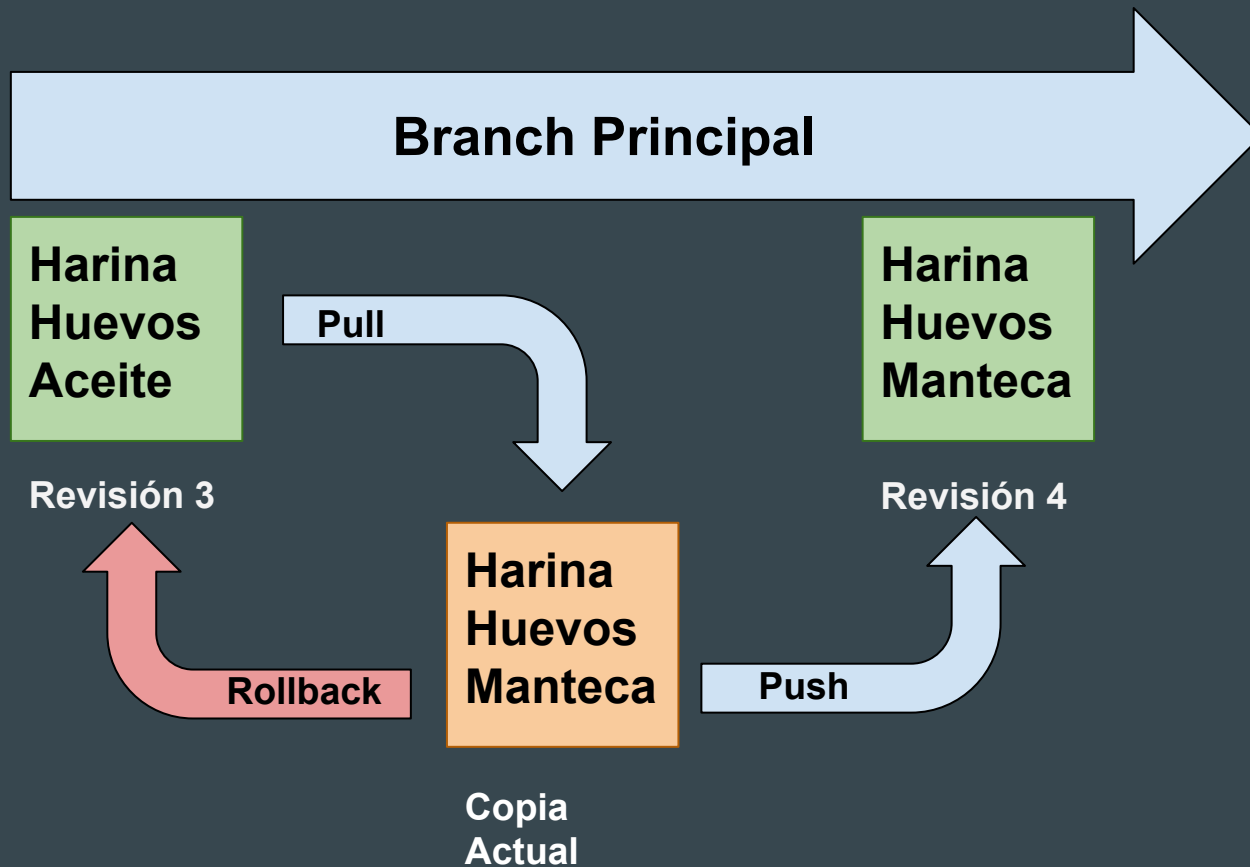 Branch Principal
Harina
Huevos
Aceite
Pull
Harina
Huevos
Manteca
Revisión 3
Revisión 4
Harina
Huevos
Manteca
Rollback
Push
Copia
Actual